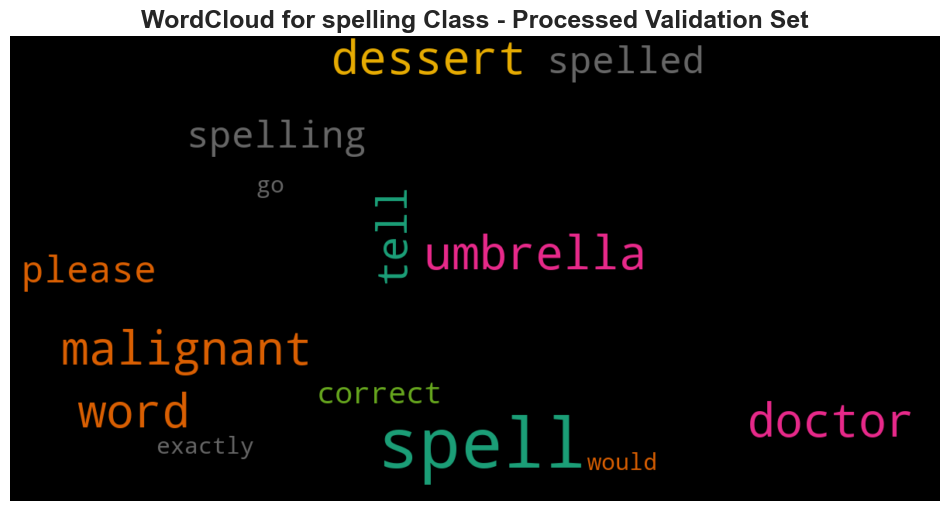 WordCloud for spelling Class - Processed Validation Set
dessert spelled
spelling
go
tell
umbrella
please
malignant
correct
word
doctor
exactly
spell
would